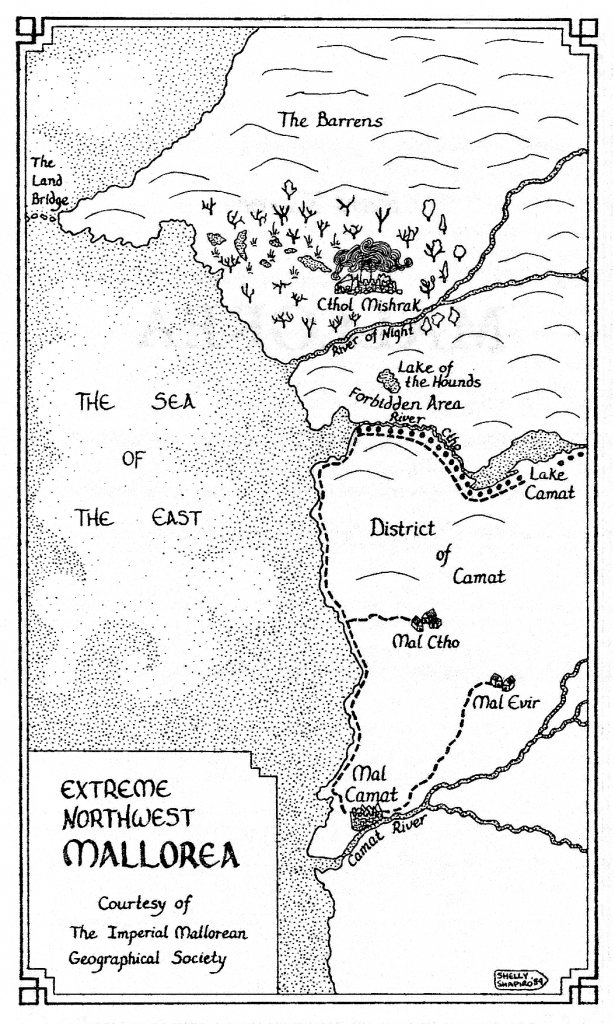 The Barrens
The
Land
Bridge
Cthol Mishrak
River of Night
Lake of
the Hounds
Forbidden Area
River Ctho
THE SEA
OF
THE EAST
Lake
Camat
District
of
Camat
Mal Ctho
Mal Evir
Mal
Camat
Camat River
EXTREME
NORTHWEST
MALLOREA
Courtesy of
The Imperial Mallorean
Geographical Society
SHELLY
SHAPIRO '84